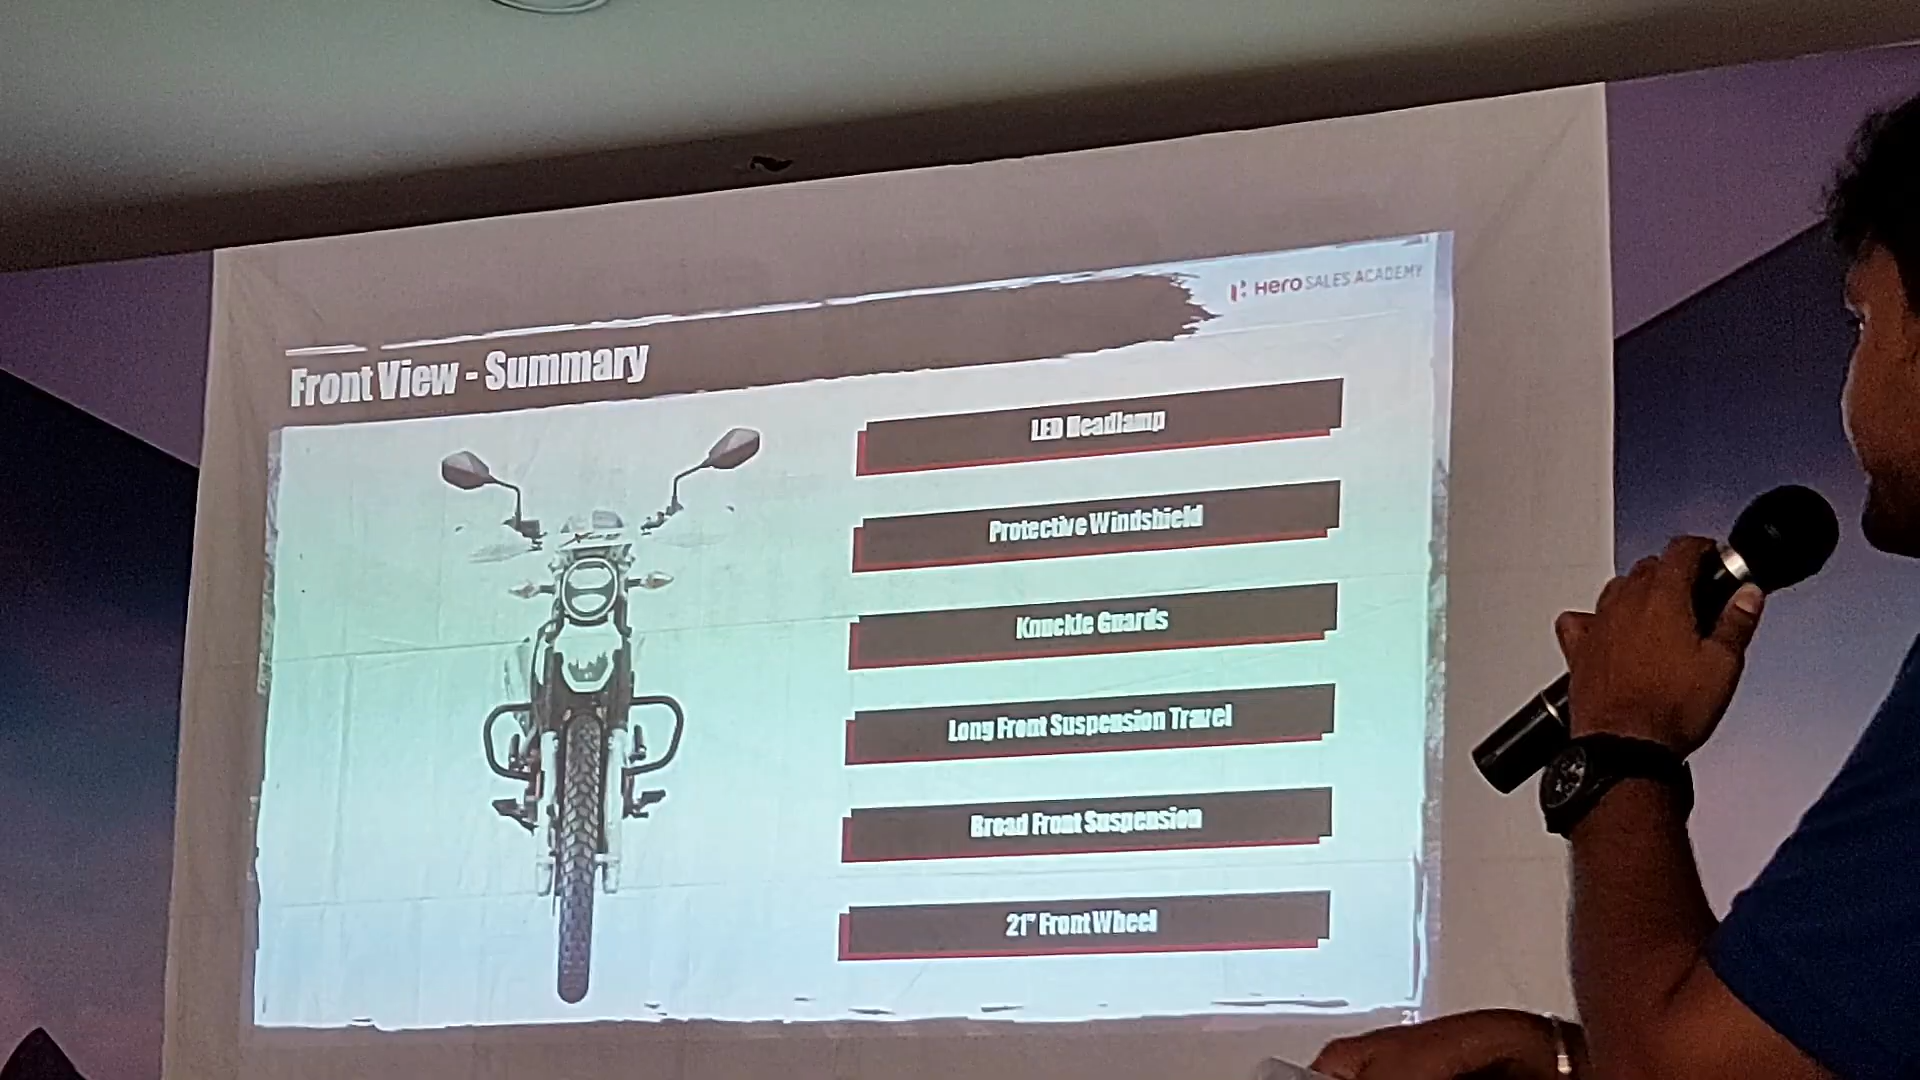 Hero SALES ACADEMY
Front View - Summary
LED Headlamp
Protective Windshield
Knuckle Guards
Long Front Suspension Travel
Broad Front Suspension
21" Front Wheel
21